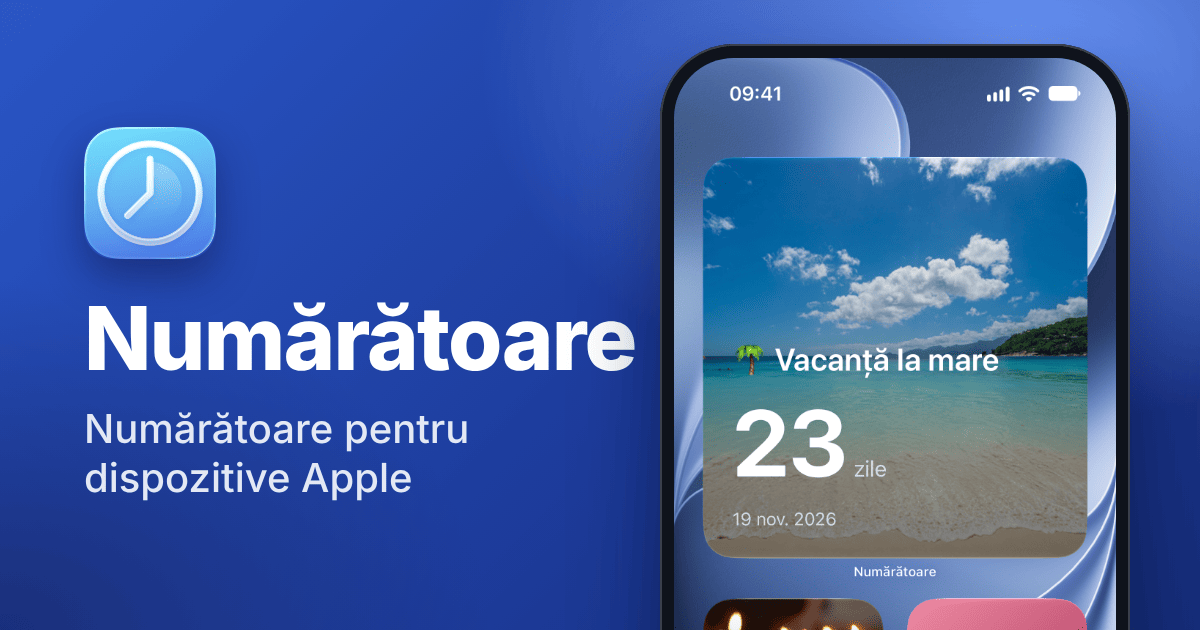 Numărătoare
Numărătoare pentru
dispozitive Apple
09:41
Vacanță la mare
23 zile
19 nov. 2026
Numărătoare